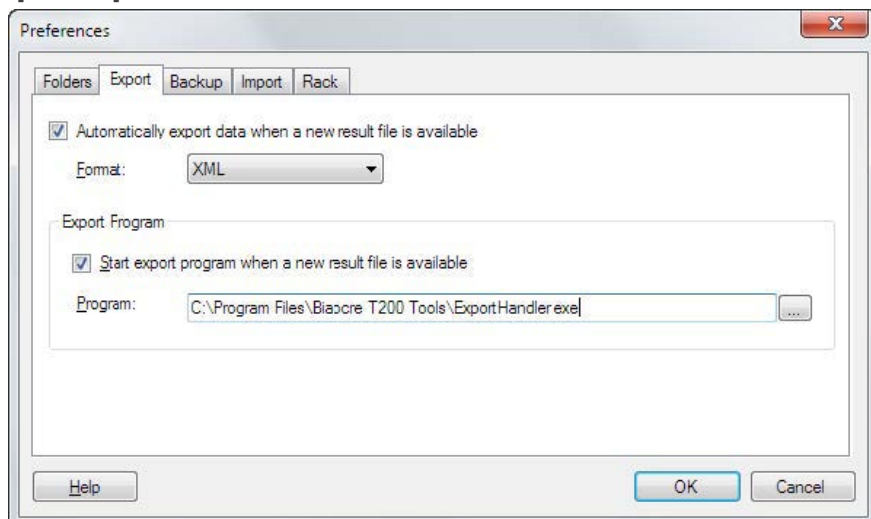 Preferences
Folders Export Backup Import Rack
Automatically export data when a new result file is available
Format: XML
Export Program
Start export program when a new result file is available
Program: C:\Program Files\Biaocre T200 Tools\ExportHandler.exe ...
Help OK Cancel